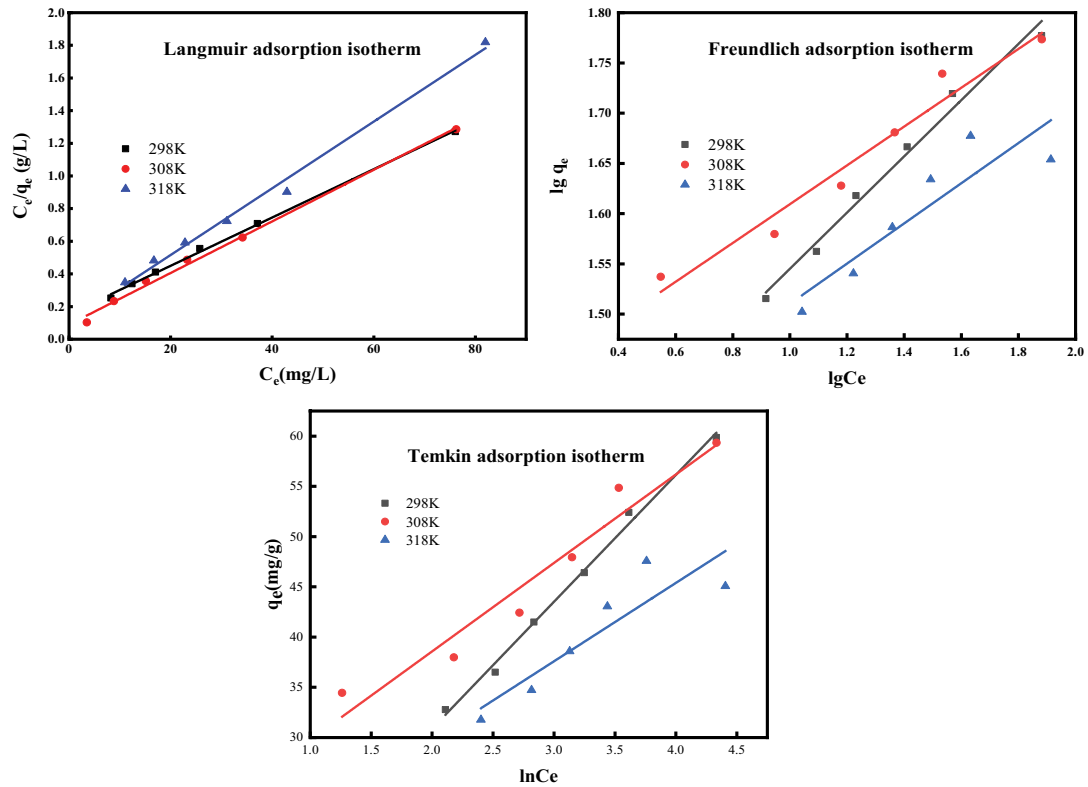 Langmuir adsorption isotherm
298K
308K
318K
C_e/q_e (g/L)
2.0
1.8
1.6
1.4
1.2
1.0
0.8
0.6
0.4
0.2
0.0
0 20 40 60 80
C_e(mg/L)
Freundlich adsorption isotherm
298K
308K
318K
lg q_e
1.80
1.75
1.70
1.65
1.60
1.55
1.50
0.4 0.6 0.8 1.0 1.2 1.4 1.6 1.8 2.0
lgCe
Temkin adsorption isotherm
298K
308K
318K
qe(mg/g)
60
55
50
45
40
35
30
1.0 1.5 2.0 2.5 3.0 3.5 4.0 4.5
lnCe